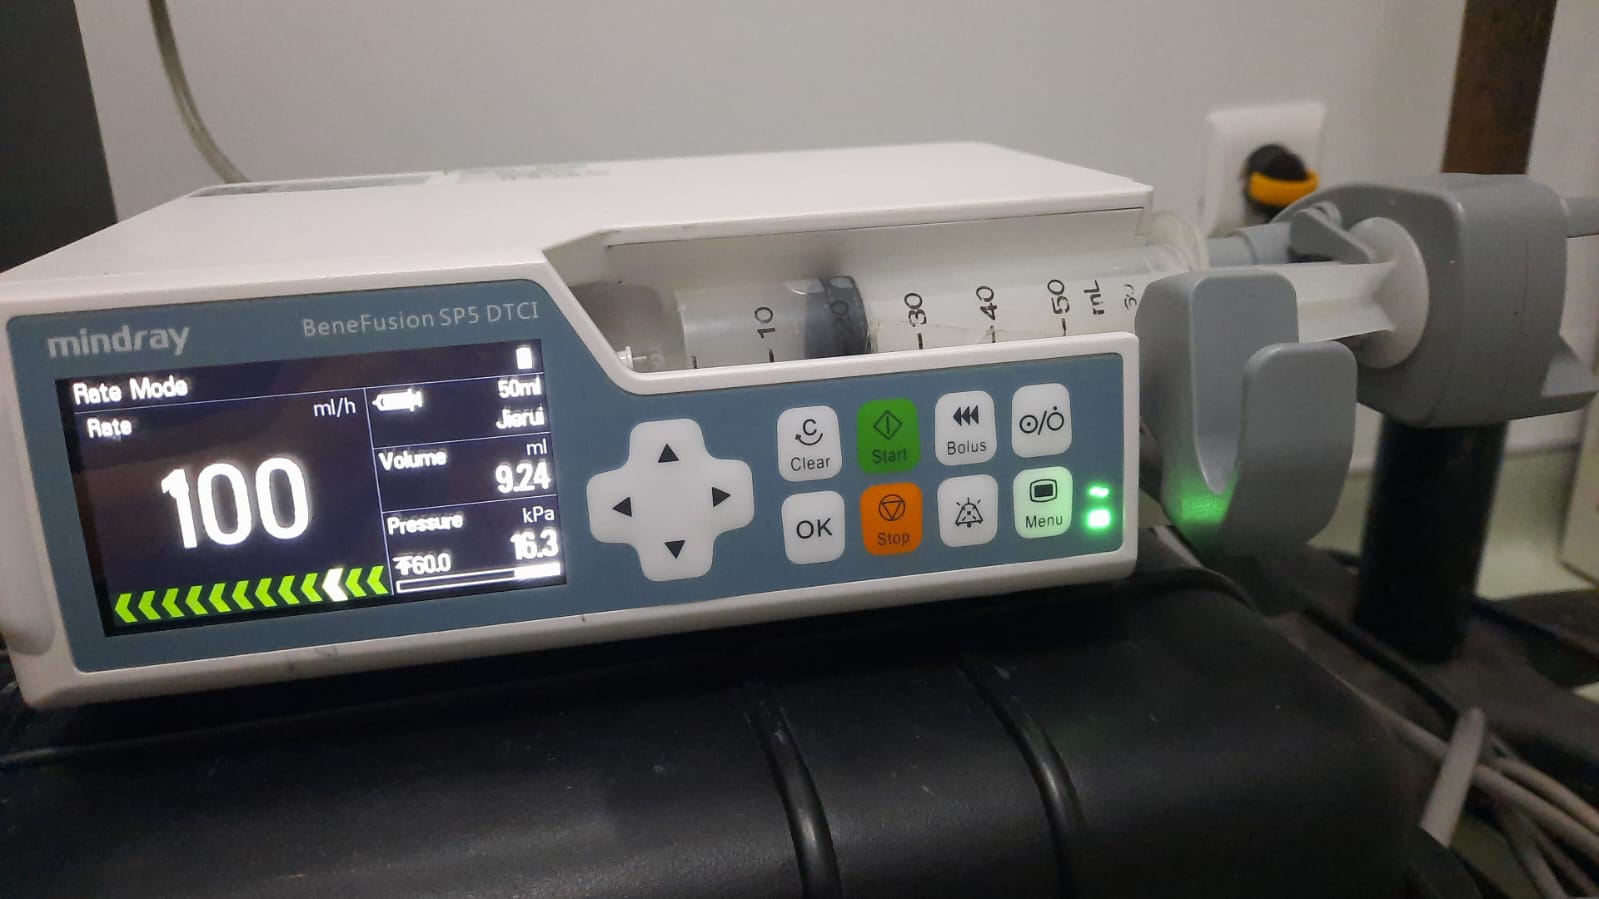 mindray
BeneFusion SP5 DTCI
Rate Mode
Rate
ml/h
100
50ml
Jierui
Volume
ml
9.24
Pressure
kPa
16.3
60.0
C
Clear
Start
Bolus
OK
Stop
Menu
10
20
30
40
50
mL